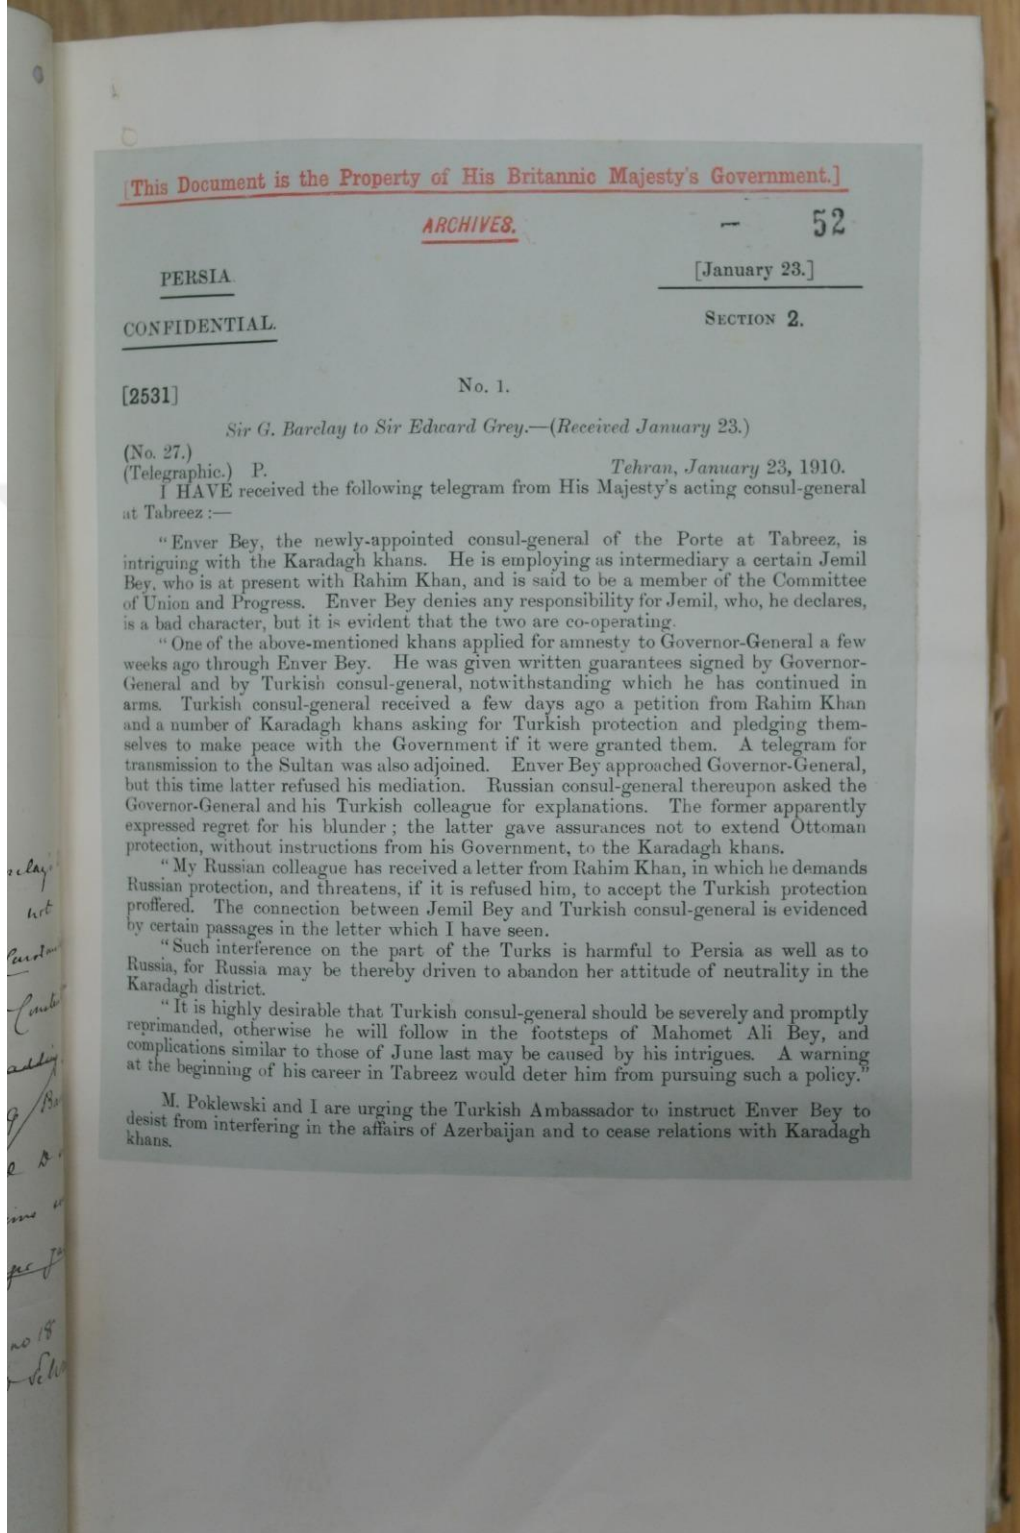 [This Document is the Property of His Britannic Majesty's Government.]
ARCHIVES.
— 52
PERSIA.
[January 23.]
CONFIDENTIAL.
SECTION 2.
[2531]
No. 1.
Sir G. Barclay to Sir Edward Grey.—(Received January 23.)
(No. 27.)
(Telegraphic.) P.
Tehran, January 23, 1910.
I HAVE received the following telegram from His Majesty's acting consul-general
at Tabreez :—
"Enver Bey, the newly-appointed consul-general of the Porte at Tabreez, is
intriguing with the Karadagh khans. He is employing as intermediary a certain Jemil
Bey, who is at present with Rahim Khan, and is said to be a member of the Committee
of Union and Progress. Enver Bey denies any responsibility for Jemil, who, he declares,
is a bad character, but it is evident that the two are co-operating.
"One of the above-mentioned khans applied for amnesty to Governor-General a few
weeks ago through Enver Bey. He was given written guarantees signed by Governor-
General and by Turkish consul-general, notwithstanding which he has continued in
arms. Turkish consul-general received a few days ago a petition from Rahim Khan
and a number of Karadagh khans asking for Turkish protection and pledging them-
selves to make peace with the Government if it were granted them. A telegram for
transmission to the Sultan was also adjoined. Enver Bey approached Governor-General,
but this time latter refused his mediation. Russian consul-general thereupon asked the
Governor-General and his Turkish colleague for explanations. The former apparently
expressed regret for his blunder ; the latter gave assurances not to extend Ottoman
protection, without instructions from his Government, to the Karadagh khans.
"My Russian colleague has received a letter from Rahim Khan, in which he demands
Russian protection, and threatens, if it is refused him, to accept the Turkish protection
proffered. The connection between Jemil Bey and Turkish consul-general is evidenced
by certain passages in the letter which I have seen.
"Such interference on the part of the Turks is harmful to Persia as well as to
Russia, for Russia may be thereby driven to abandon her attitude of neutrality in the
Karadagh district.
"It is highly desirable that Turkish consul-general should be severely and promptly
reprimanded, otherwise he will follow in the footsteps of Mahomet Ali Bey, and
complications similar to those of June last may be caused by his intrigues. A warning
at the beginning of his career in Tabreez would deter him from pursuing such a policy."
M. Poklewski and I are urging the Turkish Ambassador to instruct Enver Bey to
desist from interfering in the affairs of Azerbaijan and to cease relations with Karadagh
khans.